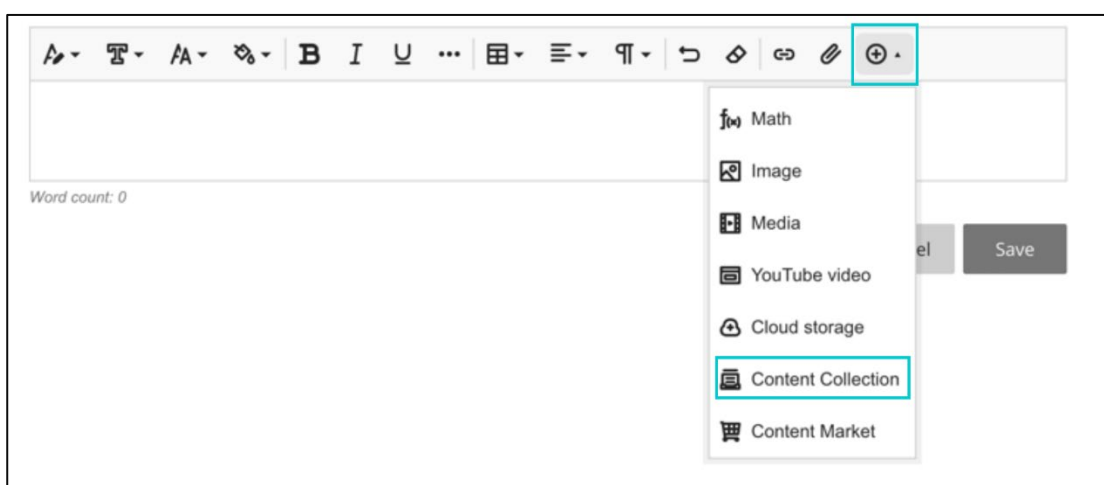 B I U
Math
Image
Word count: 0
Media
el Save
YouTube video
Cloud storage
Content Collection
Content Market